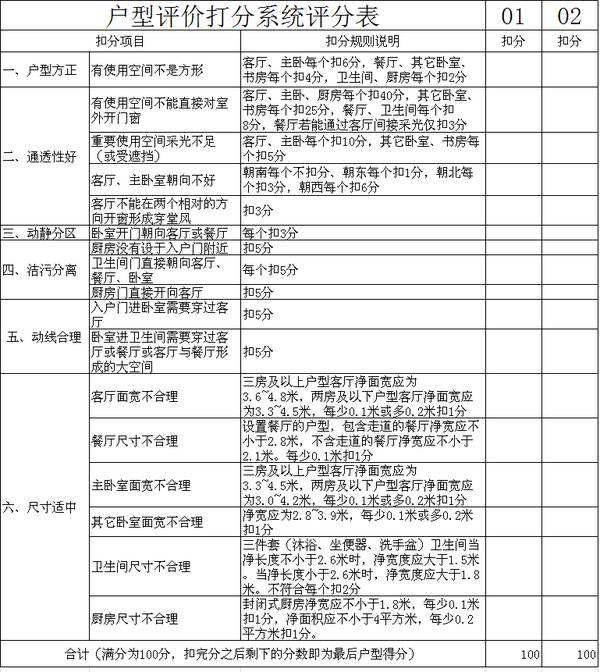 户型评价打分系统评分表 01 02
扣分项目 扣分规则说明 扣分 扣分
一、户型方正
有使用空间不是方形
客厅、主卧每个扣6分，餐厅、其它卧室、
书房每个扣4分，卫生间、厨房每个扣2分
二、通透性好
有使用空间不能直接对室
外开门窗
客厅、主卧、厨房每个扣40分，其它卧室、
书房每个扣25分，餐厅、卫生间每个扣
8分，餐厅若能通过客厅间接采光仅扣3分
重要使用空间采光不足
（或受遮挡）
客厅、主卧每个扣10分，其它卧室、书房每
个扣5分
客厅、主卧室朝向不好
朝南每个不扣分、朝东每个扣1分，朝北每
个扣3分，朝西每个扣6分
客厅不能在两个相对的方
向开窗形成穿堂风
扣3分
三、动静分区
卧室开门朝向客厅或餐厅
每个扣3分
四、洁污分离
厨房没有设于入户门附近
扣5分
卫生间门直接朝向客厅、
餐厅、卧室
每个扣5分
厨房门直接开向客厅
扣5分
五、动线合理
入户门进卧室需要穿过客
厅
扣5分
卧室进卫生间需要穿过客
厅或餐厅或客厅与餐厅形
成的大空间
扣5分
六、尺寸适中
客厅面宽不合理
三房及以上户型客厅净面宽应为
3.6~4.8米，两房及以下户型客厅净面宽应
为3.3~4.5米，每少0.1米或多0.2米扣1分
餐厅尺寸不合理
设置餐厅的户型，包含走道的餐厅净宽应不
小于2.8米，不含走道的餐厅净宽应不小于
2.1米。每少0.1米扣1分
主卧室面宽不合理
三房及以上户型客厅净面宽应为
3.3~4.5米，两房及以下户型客厅净面宽应
为3.0~4.2米，每少0.1米或多0.2米扣1分
其它卧室面宽不合理
净宽应为2.8~3.9米，每少0.1米或多0.2米
扣1分
卫生间尺寸不合理
三件套（沐浴、坐便器、洗手盆）卫生间当
净长度不小于2.6米时，净宽度应大于1.5米
。当净长度小于2.6米时，净宽度应大于1.8
米。不符合每个扣2分
厨房尺寸不合理
封闭式厨房净宽应不小于1.8米，每少0.1米
扣1分，净面积应不小于4平方米，每少0.2
平方米扣1分。
合计（满分为100分，扣完分之后剩下的分数即为最后户型得分） 100 100